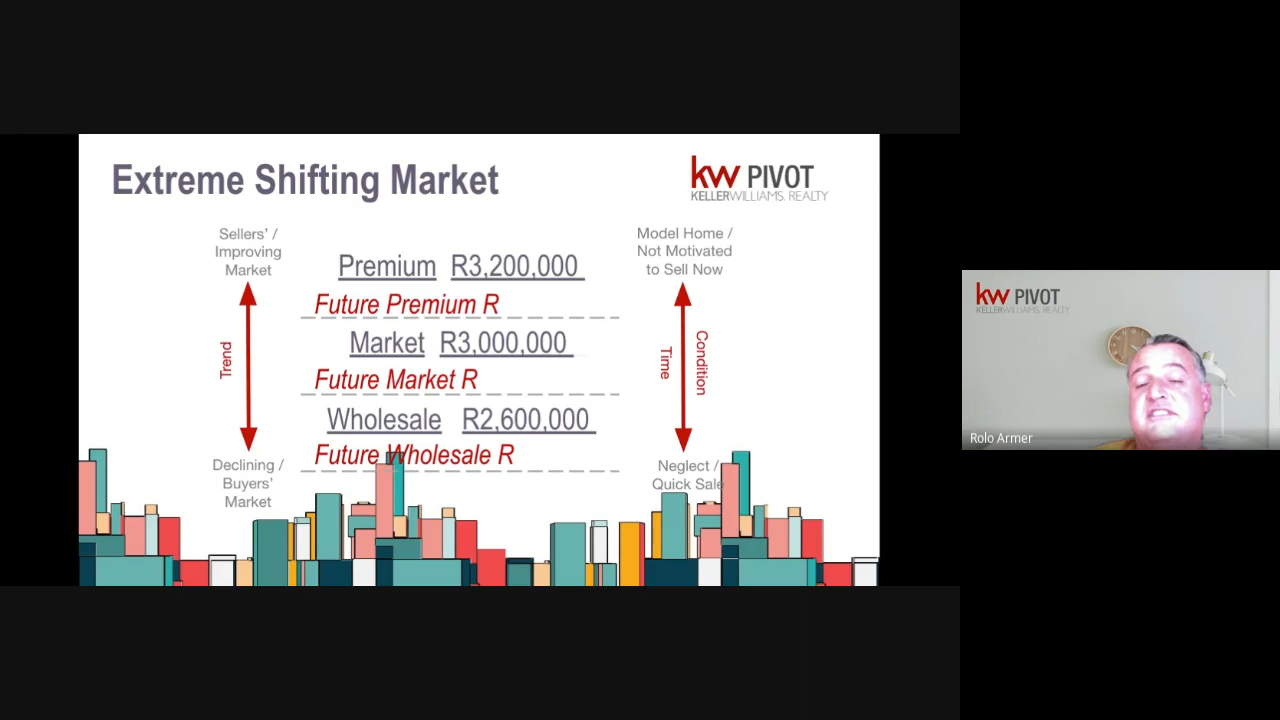 Extreme Shifting Market
kw PIVOT
KELLERWILLIAMS. REALTY
Sellers' /
Improving
Market
Model Home /
Not Motivated
to Sell Now
Premium R3,200,000
Future Premium R
Market R3,000,000
Future Market R
Wholesale R2,600,000
Future Wholesale R
Trend
Time
Condition
Declining /
Buyers'
Market
Neglect /
Quick Sale
kw PIVOT
KELLERWILLIAMS. REALTY
Rolo Armer